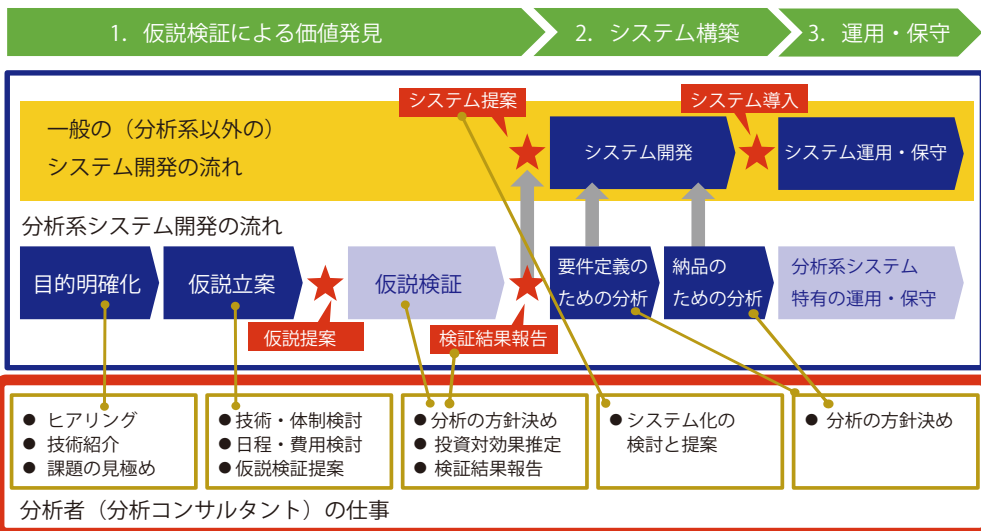 1. 仮説検証による価値発見
2. システム構築
3. 運用・保守
システム提案
システム導入
一般の（分析系以外の）
システム開発の流れ
システム開発
システム運用・保守
分析系システム開発の流れ
目的明確化
仮説立案
仮説検証
要件定義の
ための分析
納品の
ための分析
分析系システム
特有の運用・保守
仮説提案
検証結果報告
● ヒアリング
● 技術紹介
● 課題の見極め
● 技術・体制検討
● 日程・費用検討
● 仮説検証提案
● 分析の方針決め
● 投資対効果推定
● 検証結果報告
● システム化の
検討と提案
● 分析の方針決め
分析者（分析コンサルタント）の仕事